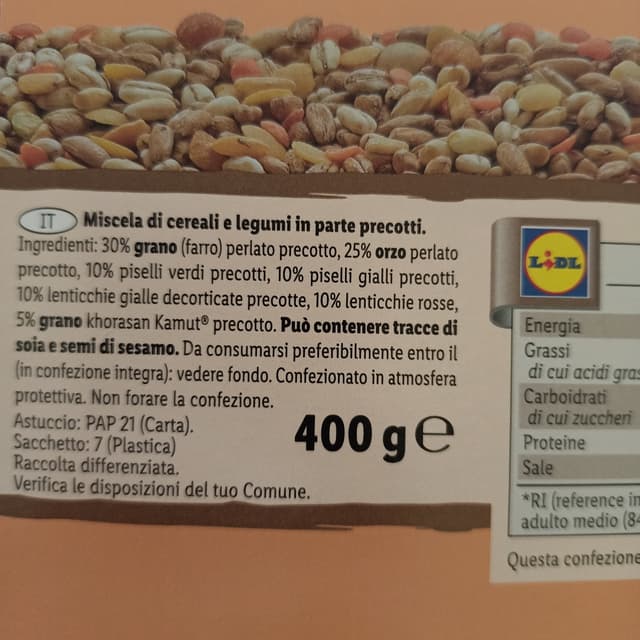 IT Miscela di cereali e legumi in parte precotti.
Ingredienti: 30% grano (farro) perlato precotto, 25% orzo perlato
precotto, 10% piselli verdi precotti, 10% piselli gialli precotti,
10% lenticchie gialle decorticate precotte, 10% lenticchie rosse,
5% grano khorasan Kamut® precotto. Può contenere tracce di
soia e semi di sesamo. Da consumarsi preferibilmente entro il
(in confezione integra): vedere fondo. Confezionato in atmosfera
protettiva. Non forare la confezione.
Astuccio: PAP 21 (Carta).
Sacchetto: 7 (Plastica)
Raccolta differenziata.
Verifica le disposizioni del tuo Comune.
400 g e
LIDL
Energia
Grassi
di cui acidi gras
Carboidrati
di cui zuccheri
Proteine
Sale
*RI (reference in
adulto medio (84
Questa confezione